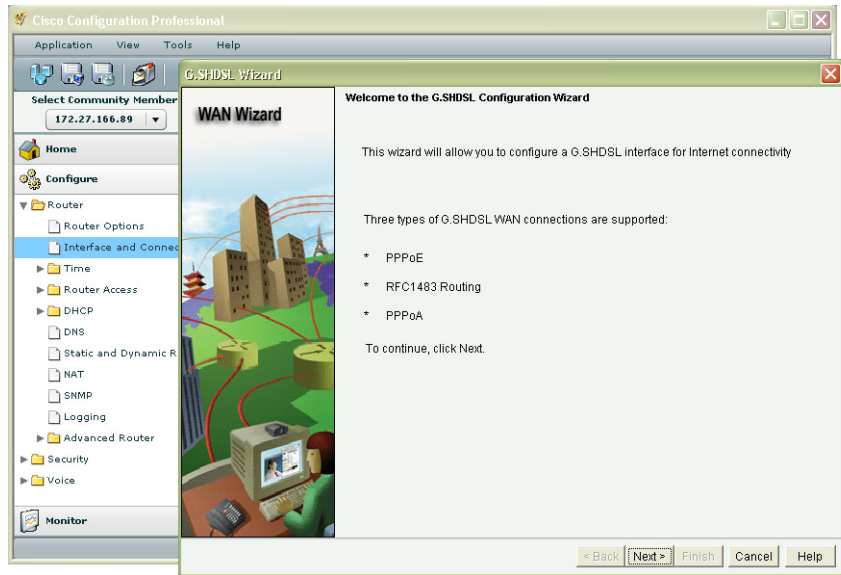 Cisco Configuration Professional
Application View Tools Help
Select Community Member
172.27.166.89
Home
Configure
Router
Router Options
Interface and Connec
Time
Router Access
DHCP
DNS
Static and Dynamic R
NAT
SNMP
Logging
Advanced Router
Security
Voice
Monitor
G.SHDSL Wizard
WAN Wizard
Welcome to the G.SHDSL Configuration Wizard
This wizard will allow you to configure a G.SHDSL interface for Internet connectivity
Three types of G.SHDSL WAN connections are supported:
* PPPoE
* RFC1483 Routing
* PPPoA
To continue, click Next.
< Back Next > Finish Cancel Help